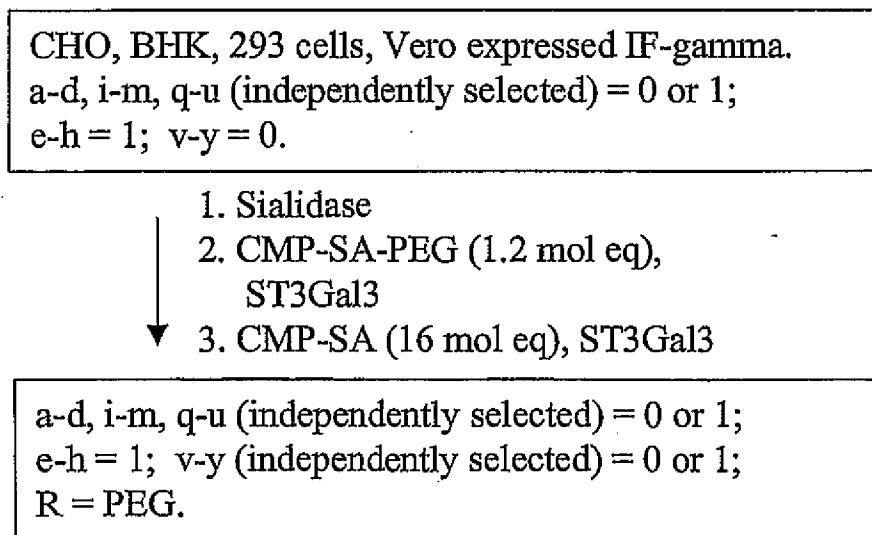 CHO, BHK, 293 cells, Vero expressed IF-gamma.
a-d, i-m, q-u (independently selected) = 0 or 1;
e-h = 1; v-y = 0.
1. Sialidase
2. CMP-SA-PEG (1.2 mol eq),
ST3Gal3
3. CMP-SA (16 mol eq), ST3Gal3
a-d, i-m, q-u (independently selected) = 0 or 1;
e-h = 1; v-y (independently selected) = 0 or 1;
R = PEG.